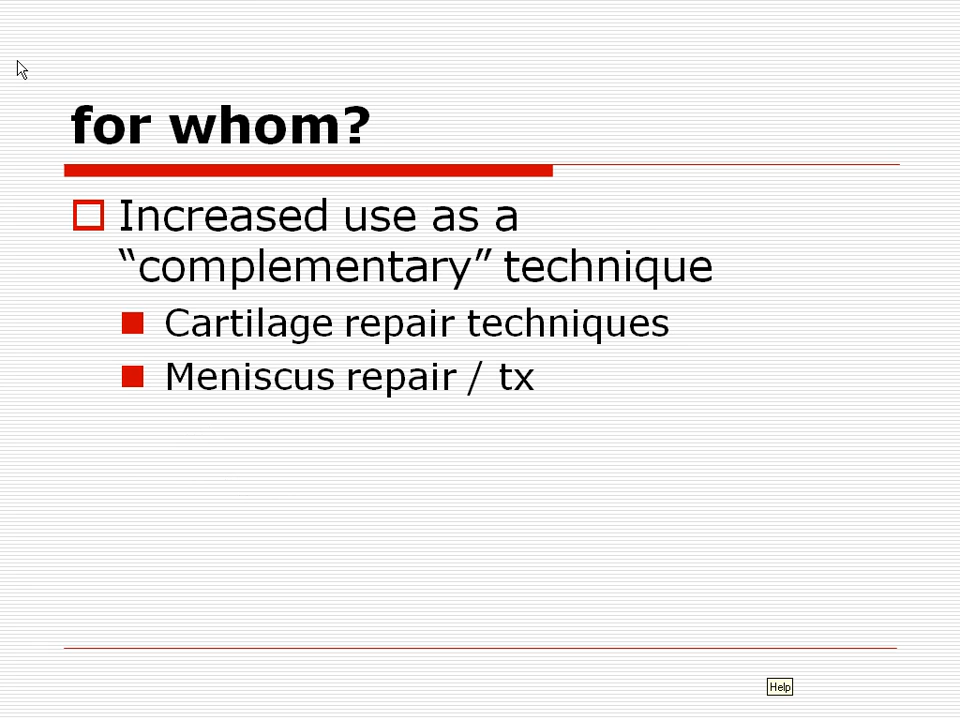 for whom?
Increased use as a
“complementary” technique
Cartilage repair techniques
Meniscus repair / tx
Help